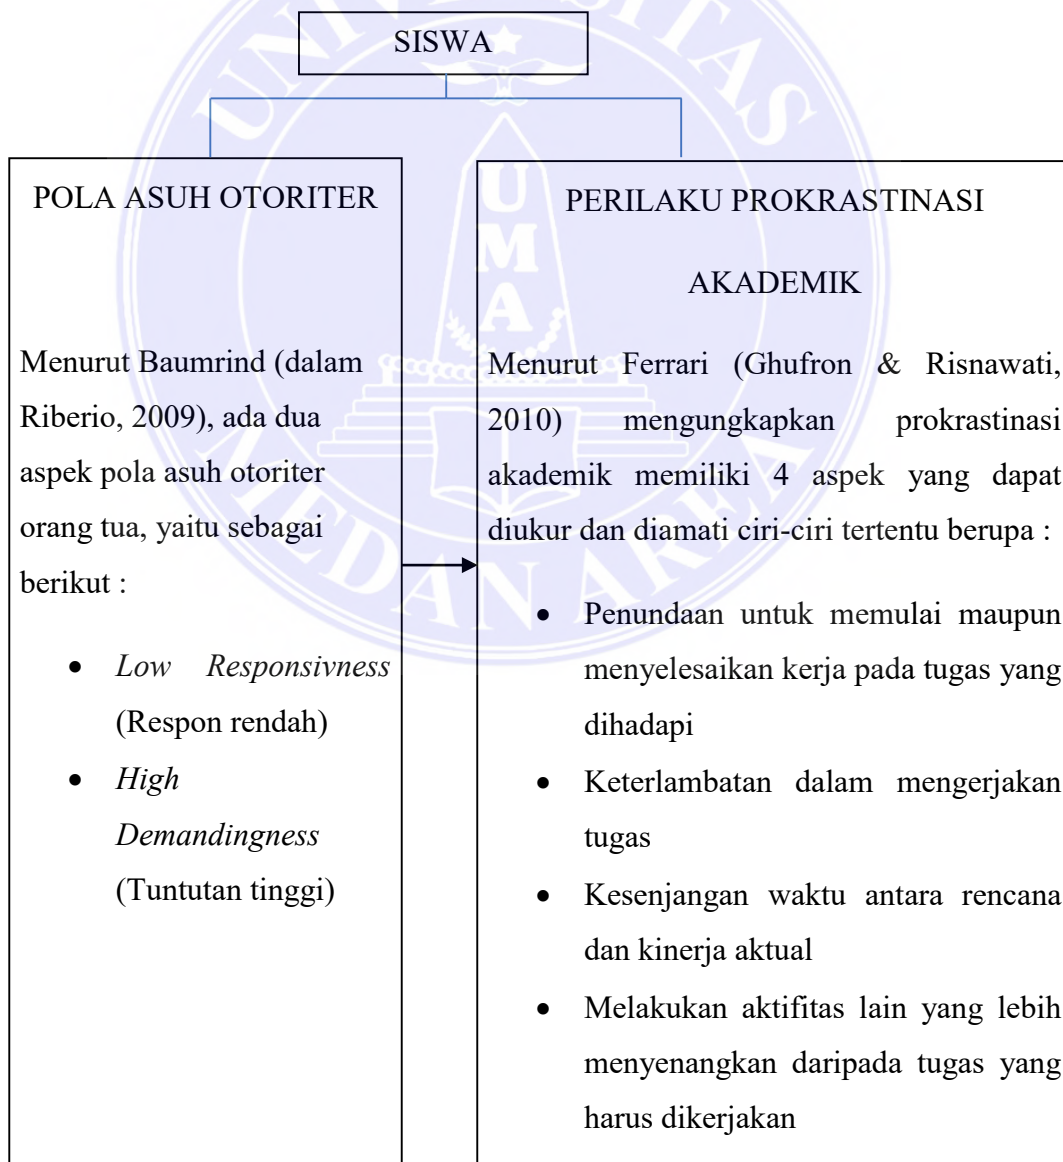 SISWA
POLA ASUH OTORITER
Menurut Baumrind (dalam
Riberio, 2009), ada dua
aspek pola asuh otoriter
orang tua, yaitu sebagai
berikut :
• Low Responsivness
(Respon rendah)
• High
Demandingness
(Tuntutan tinggi)
PERILAKU PROKRASTINASI
AKADEMIK
Menurut Ferrari (Ghufron & Risnawati,
2010) mengungkapkan prokrastinasi
akademik memiliki 4 aspek yang dapat
diukur dan diamati ciri-ciri tertentu berupa :
• Penundaan untuk memulai maupun
menyelesaikan kerja pada tugas yang
dihadapi
• Keterlambatan dalam mengerjakan
tugas
• Kesenjangan waktu antara rencana
dan kinerja aktual
• Melakukan aktifitas lain yang lebih
menyenangkan daripada tugas yang
harus dikerjakan
UNIVERSITAS
MEDAN AREA
UMA